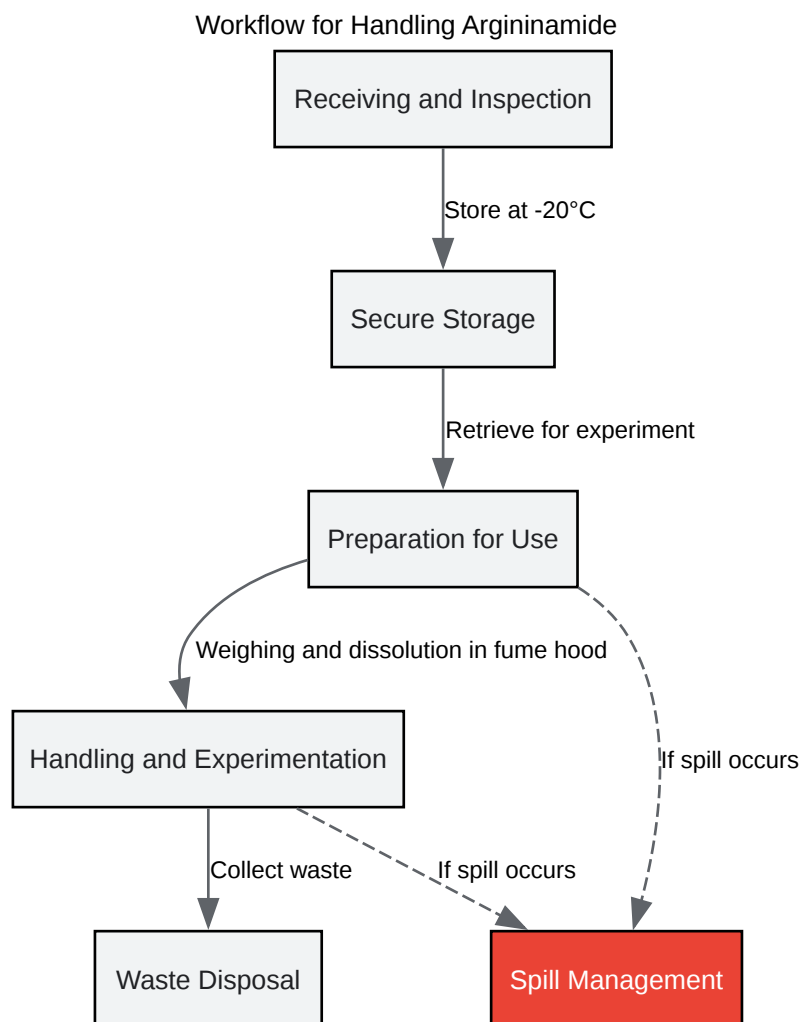 Workflow for Handling Argininamide
Receiving and Inspection
Store at -20°C
Secure Storage
Retrieve for experiment
Preparation for Use
Weighing and dissolution in fume hood
Handling and Experimentation
If spill occurs
Collect waste
If spill occurs
Waste Disposal
Spill Management